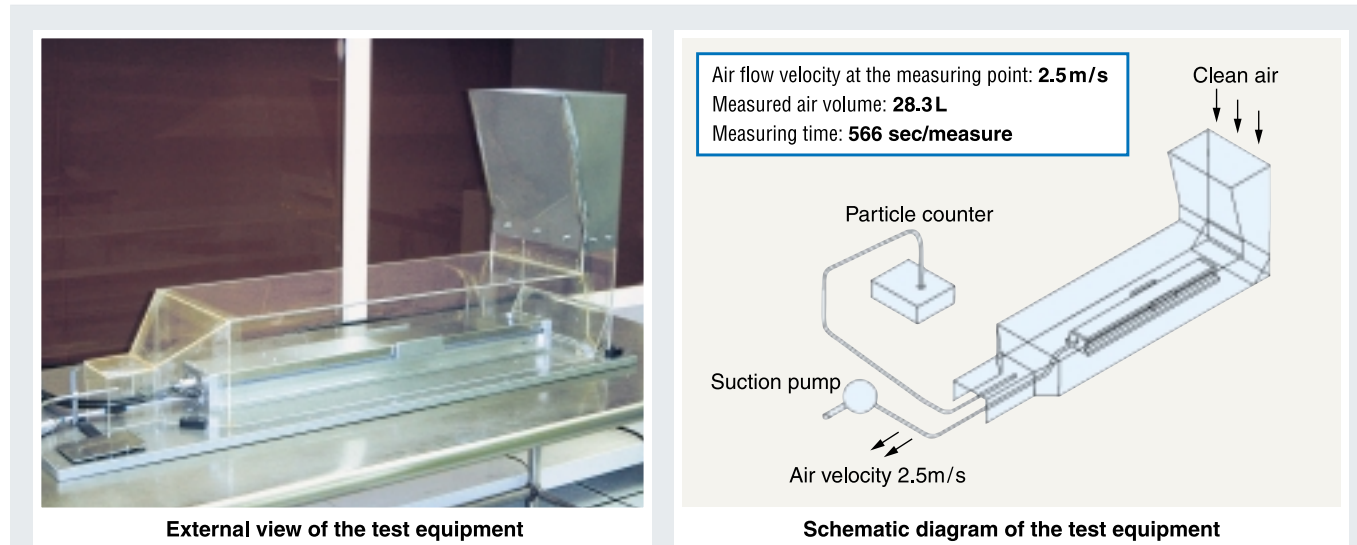 Air flow velocity at the measuring point: 2.5m/s
Measured air volume: 28.3L
Measuring time: 566 sec/measure
Clean air
Particle counter
Suction pump
Air velocity 2.5m/s
External view of the test equipment
Schematic diagram of the test equipment